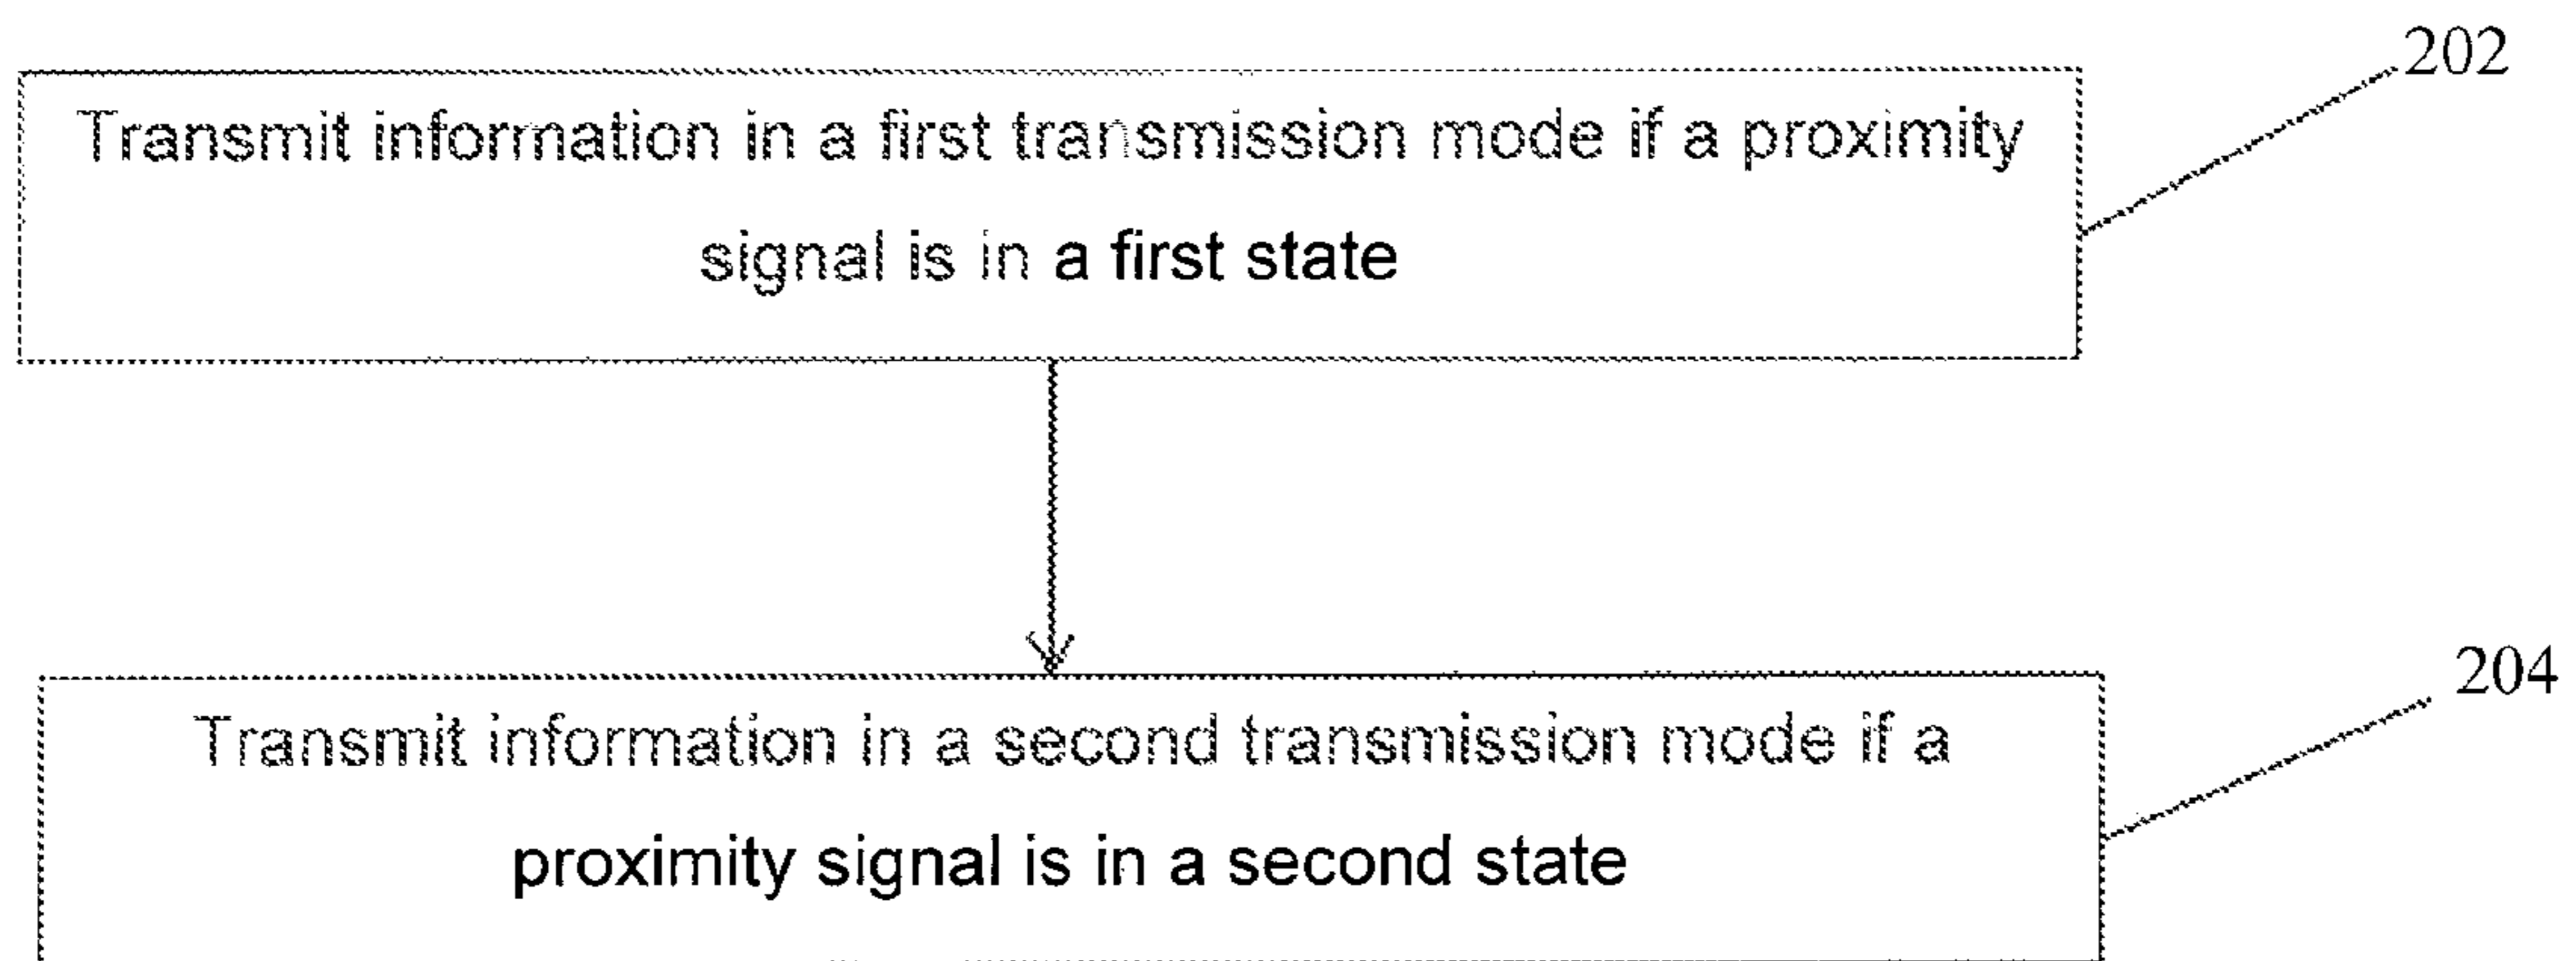 202
Transmit information in a first transmission mode if a proximity
signal is in a first state
204
Transmit information in a second transmission mode if a
proximity signal is in a second state